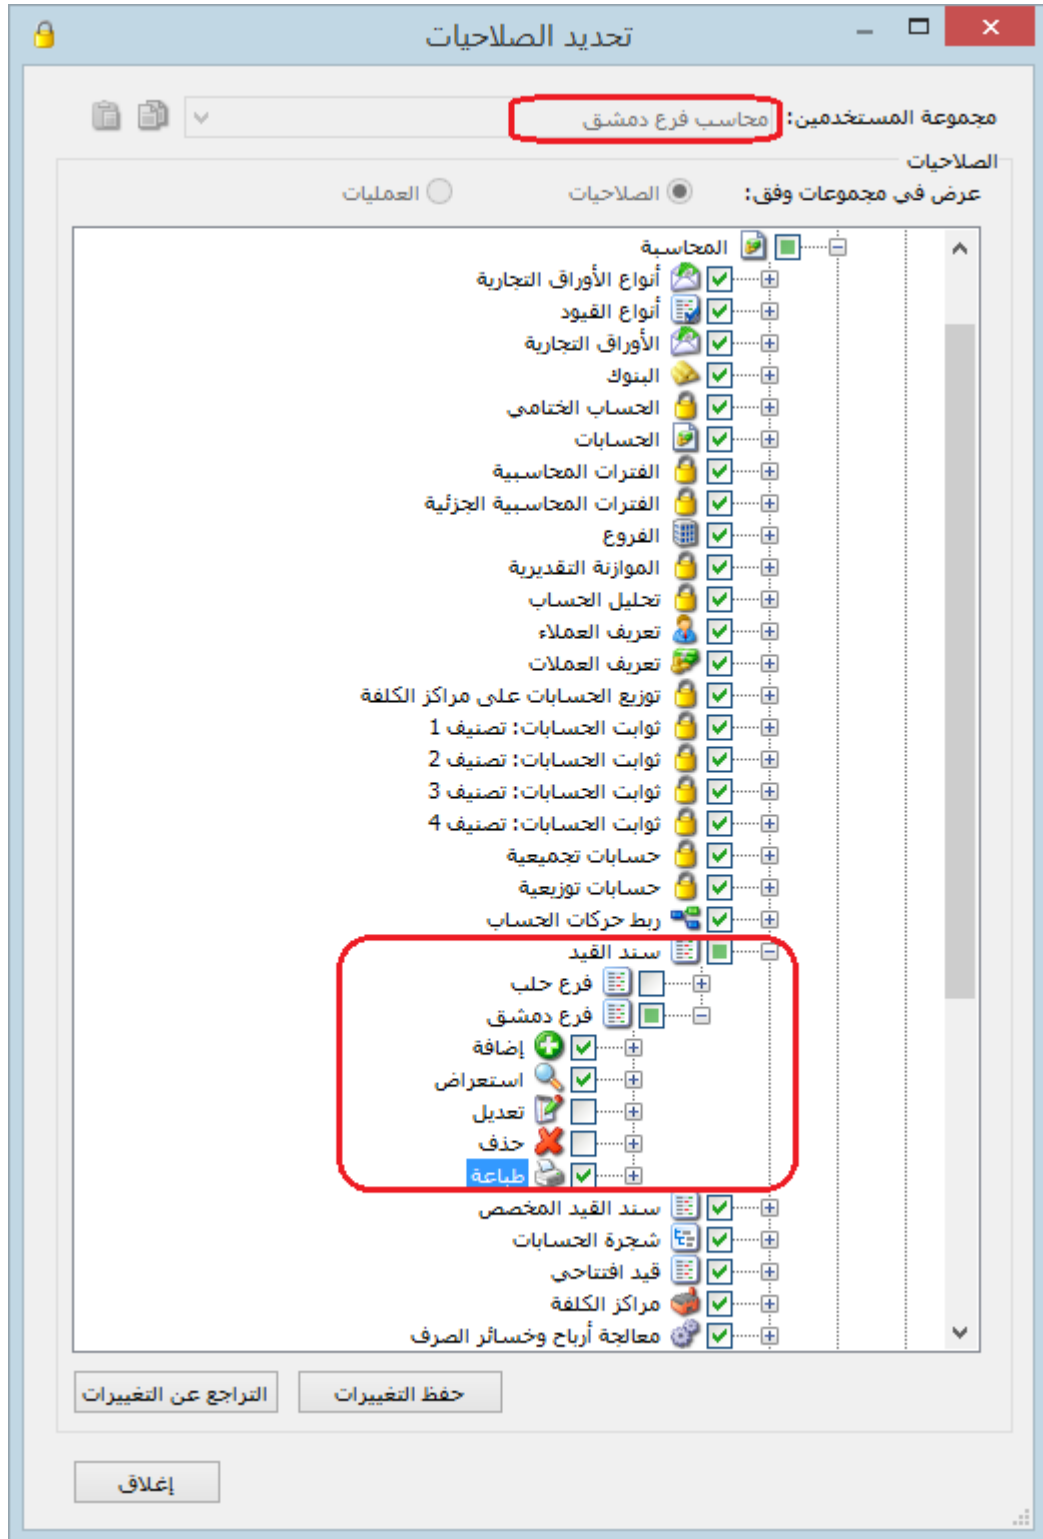 تحديد الصلاحيات
مجموعة المستخدمين: محاسب فرع دمشق
الصلاحيات
عرض في مجموعات وفق: الصلاحيات العمليات
المحاسبة
أنواع الأوراق التجارية
أنواع القيود
الأوراق التجارية
البنوك
الحساب الختامي
الحسابات
الفترات المحاسبية
الفترات المحاسبية الجزئية
الفروع
الموازنة التقديرية
تحليل الحساب
تعريف العملاء
تعريف العملات
توزيع الحسابات على مراكز الكلفة
ثوابت الحسابات: تصنيف 1
ثوابت الحسابات: تصنيف 2
ثوابت الحسابات: تصنيف 3
ثوابت الحسابات: تصنيف 4
حسابات تجميعية
حسابات توزيعية
ربط حركات الحساب
سند القيد
فرع حلب
فرع دمشق
إضافة
استعراض
تعديل
حذف
طباعة
سند القيد المخصص
شجرة الحسابات
قيد افتتاحي
مراكز الكلفة
معالجة أرباح وخسائر الصرف
حفظ التغييرات التراجع عن التغييرات
إغلاق